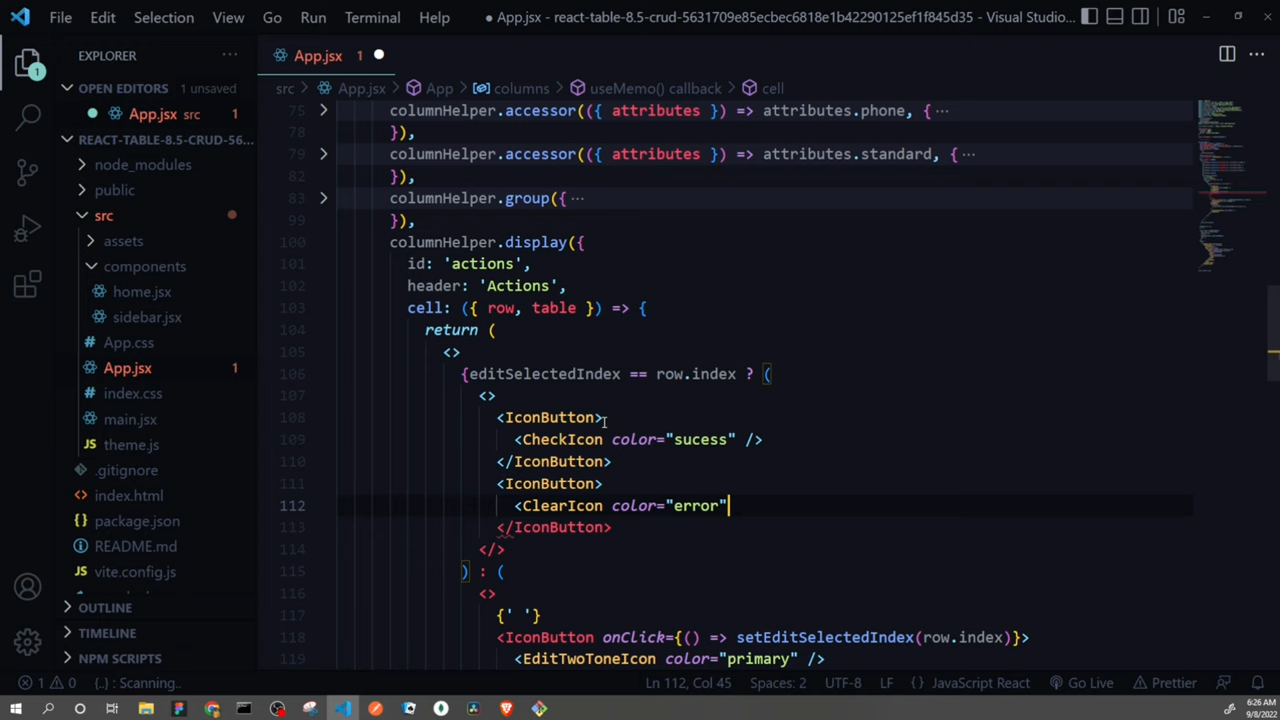 File Edit Selection View Go Run Terminal Help ● App.jsx - react-table-8.5-crud-5631709e85ecbec6818e1b42290125ef1f845d35 - Visual Studio...
EXPLORER ...
App.jsx 1
OPEN EDITORS 1 unsaved
src > App.jsx > App > columns > useMemo() callback > cell
App.jsx src 1
REACT-TABLE-8.5-CRUD-56...
node_modules
public
src
assets
components
home.jsx
sidebar.jsx
App.css
App.jsx 1
index.css
main.jsx
theme.js
.gitignore
index.html
package.json
README.md
vite.config.js
OUTLINE
TIMELINE
NPM SCRIPTS
1
75 columnHelper.accessor(({ attributes }) => attributes.phone, { ...
78 }),
79 columnHelper.accessor(({ attributes }) => attributes.standard, { ...
82 }),
83 columnHelper.group({ ...
99 }),
100 columnHelper.display({
101 id: 'actions',
102 header: 'Actions',
103 cell: ({ row, table }) => {
104 return (
105 <>
106 {editSelectedIndex == row.index ? (
107 <>
108 <IconButton>
109 <CheckIcon color="sucess" />
110 </IconButton>
111 <IconButton>
112 <ClearIcon color="error"
113 </IconButton>
114 </>
115 ) : (
116 <>
117 {' '}
118 <IconButton onClick={() => setEditSelectedIndex(row.index)}>
119 <EditTwoToneIcon color="primary" />
1 0 {..} : Scanning.. Ln 112, Col 45 Spaces: 2 UTF-8 LF {} JavaScript React Go Live Prettier
6:26 AM
9/8/2022